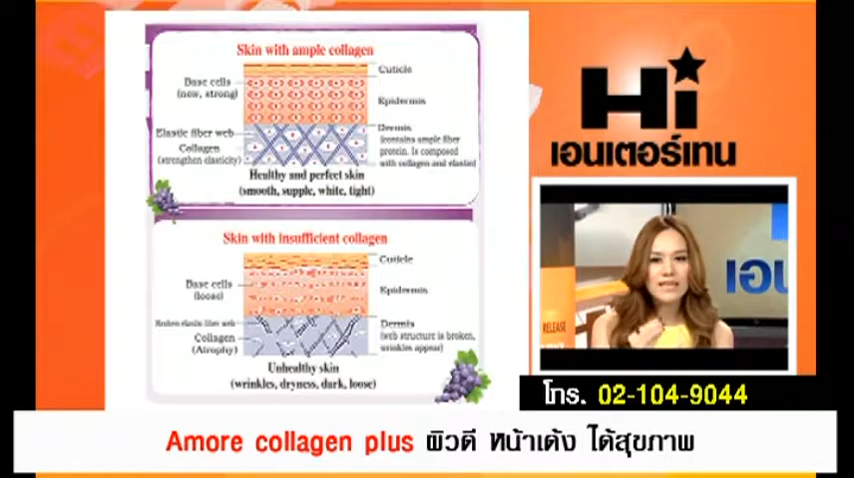 Skin with ample collagen
Cuticle
Base cells
(new, strong)
Epidermis
Elastic fiber web
Collagen
(strengthen elasticity)
Dermis
(contains ample fiber
protein. Is composed
with collagen and elastin)
Healthy and perfect skin
(smooth, supple, white, tight)
Skin with insufficient collagen
Cuticle
Base cells
(loose)
Epidermis
Broken elastic fiber web
Collagen
(Atrophy)
Dermis
(web structure is broken,
wrinkles appear)
Unhealthy skin
(wrinkles, dryness, dark, loose)
Hi
เอนเตอร์เทน
เอน
RELEASE
โทร. 02-104-9044
Amore collagen plus ผิวดี หน้าเด้ง ได้สุขภาพ